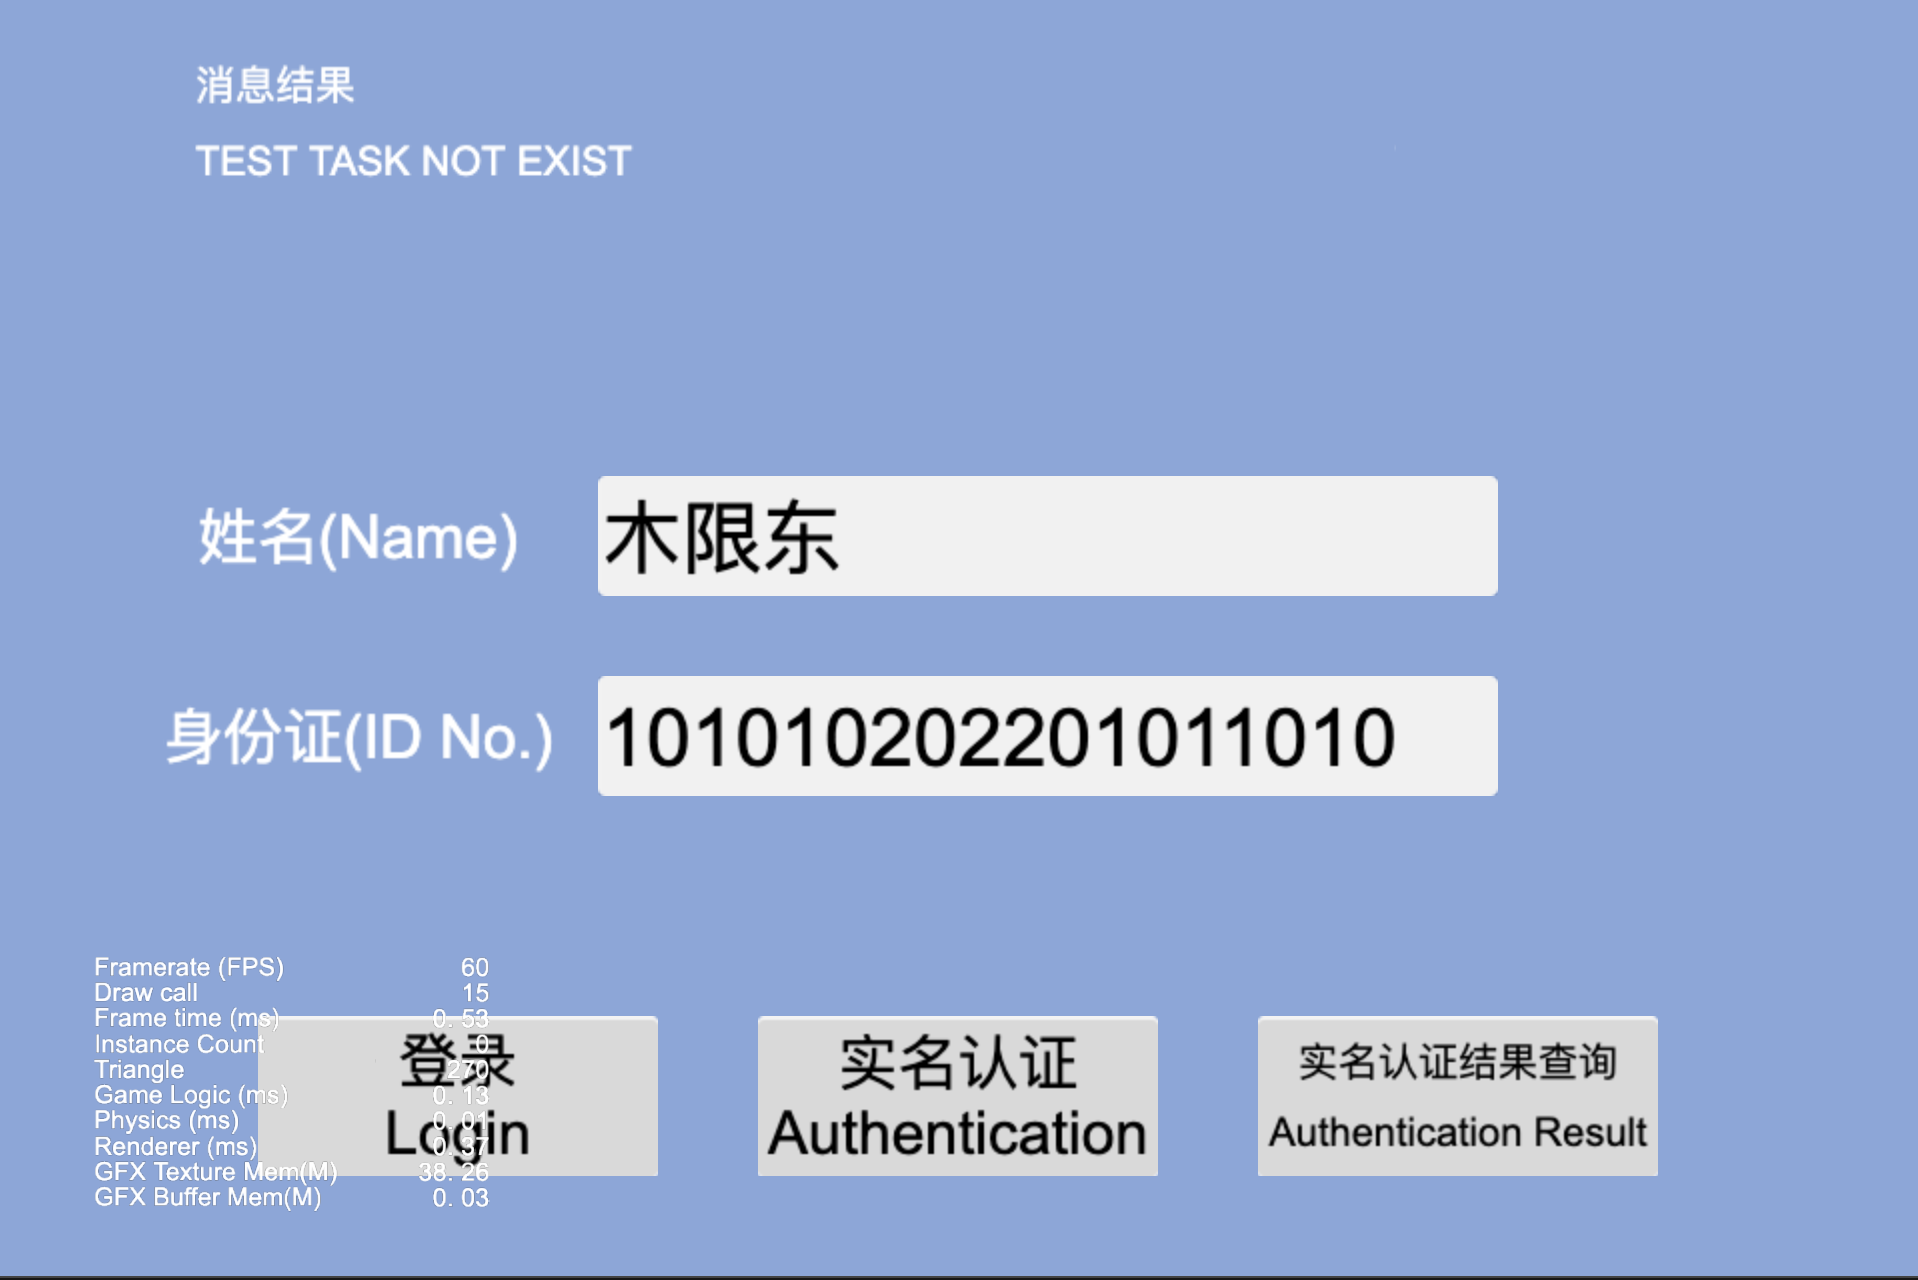 消息结果
TEST TASK NOT EXIST
姓名(Name)
木限东
身份证(ID No.)
101010202201011010
Framerate (FPS) 60
Draw call 15
Frame time (ms) 0. 53
Instance Count 0
Triangle 270
Game Logic (ms) 0. 13
Physics (ms) 0. 01
Renderer (ms) 0. 37
GFX Texture Mem(M) 38. 26
GFX Buffer Mem(M) 0. 03
登录
Login
实名认证
Authentication
实名认证结果查询
Authentication Result